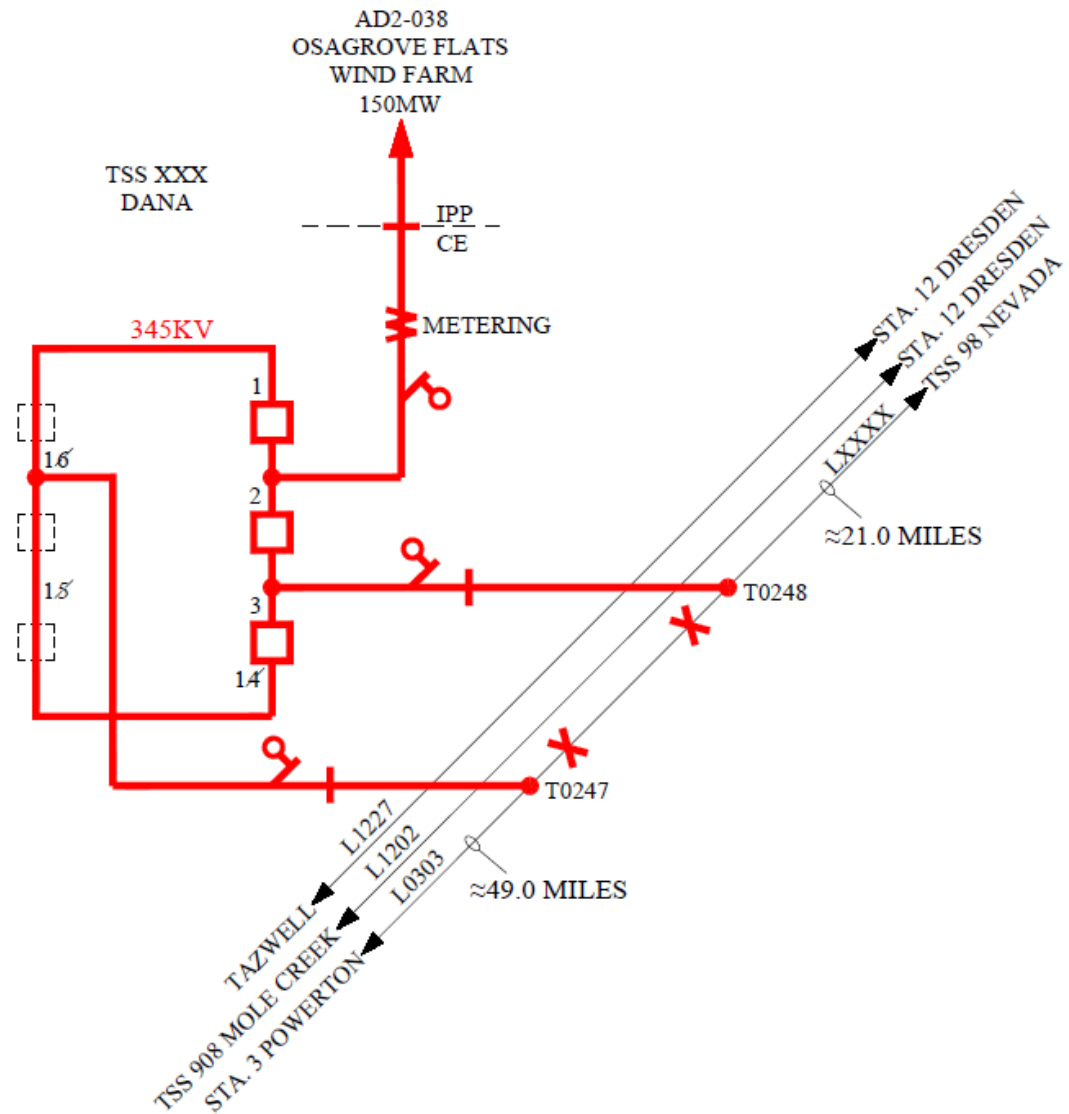 AD2-038
OSAGROVE FLATS
WIND FARM
150MW
TSS XXX
DANA
IPP
CE
METERING
345KV
1
16
2
15
3
14
STA. 12 DRESDEN
STA. 12 DRESDEN
TSS 98 NEVADA
LXXXX
≈21.0 MILES
T0248
T0247
L1227
L1202
L0303
≈49.0 MILES
TAZWELL
TSS 908 MOLE CREEK
STA. 3 POWERTON